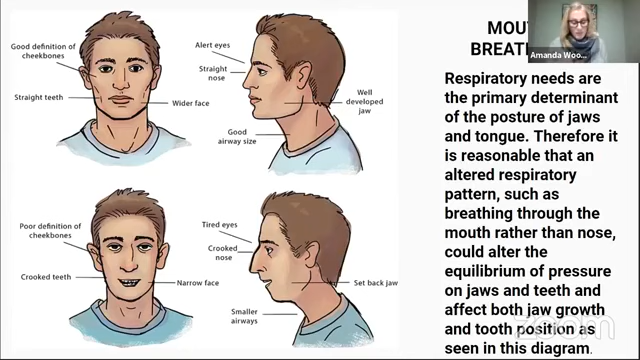 Good definition of
cheekbones
Straight teeth
Wider face
Alert eyes
Straight
nose
Well
developed
jaw
Good
airway size
Poor definition of
cheekbones
Crooked teeth
Narrow face
Tired eyes
Crooked
nose
Set back jaw
Smaller
airways
Amanda Woo...
Respiratory needs are
the primary determinant
of the posture of jaws
and tongue. Therefore it
is reasonable that an
altered respiratory
pattern, such as
breathing through the
mouth rather than nose,
could alter the
equilibrium of pressure
on jaws and teeth and
affect both jaw growth
and tooth position as
seen in this diagram.
zoom